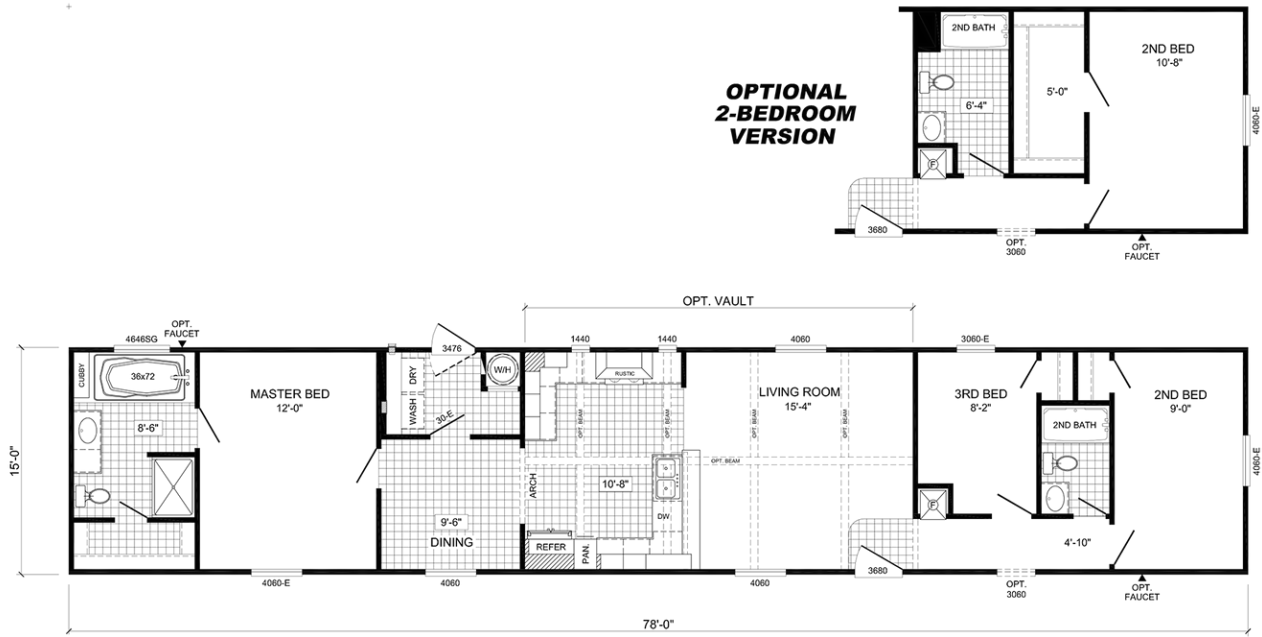 2ND BATH
2ND BED
10'-8"
5'-0"
6'-4"
OPTIONAL
2-BEDROOM
VERSION
4060-E
F
3680
OPT.
3060
OPT.
FAUCET
OPT. VAULT
OPT.
FAUCET
4646SG
3476
1440
1440
4060
3060-E
CUBBY
36x72
DRY
W/H
RUSTIC
MASTER BED
12'-0"
LIVING ROOM
15'-4"
3RD BED
8'-2"
2ND BED
9'-0"
WASH
30-E
OPT. BEAM
OPT. BEAM
OPT. BEAM
OPT. BEAM
8'-6"
2ND BATH
15'-0"
OPT. BEAM
4060-E
ARCH
10'-8"
F
9'-6"
DINING
DW
REFER
PAN.
4'-10"
3680
4060-E
4060
4060
OPT.
3060
OPT.
FAUCET
78'-0"